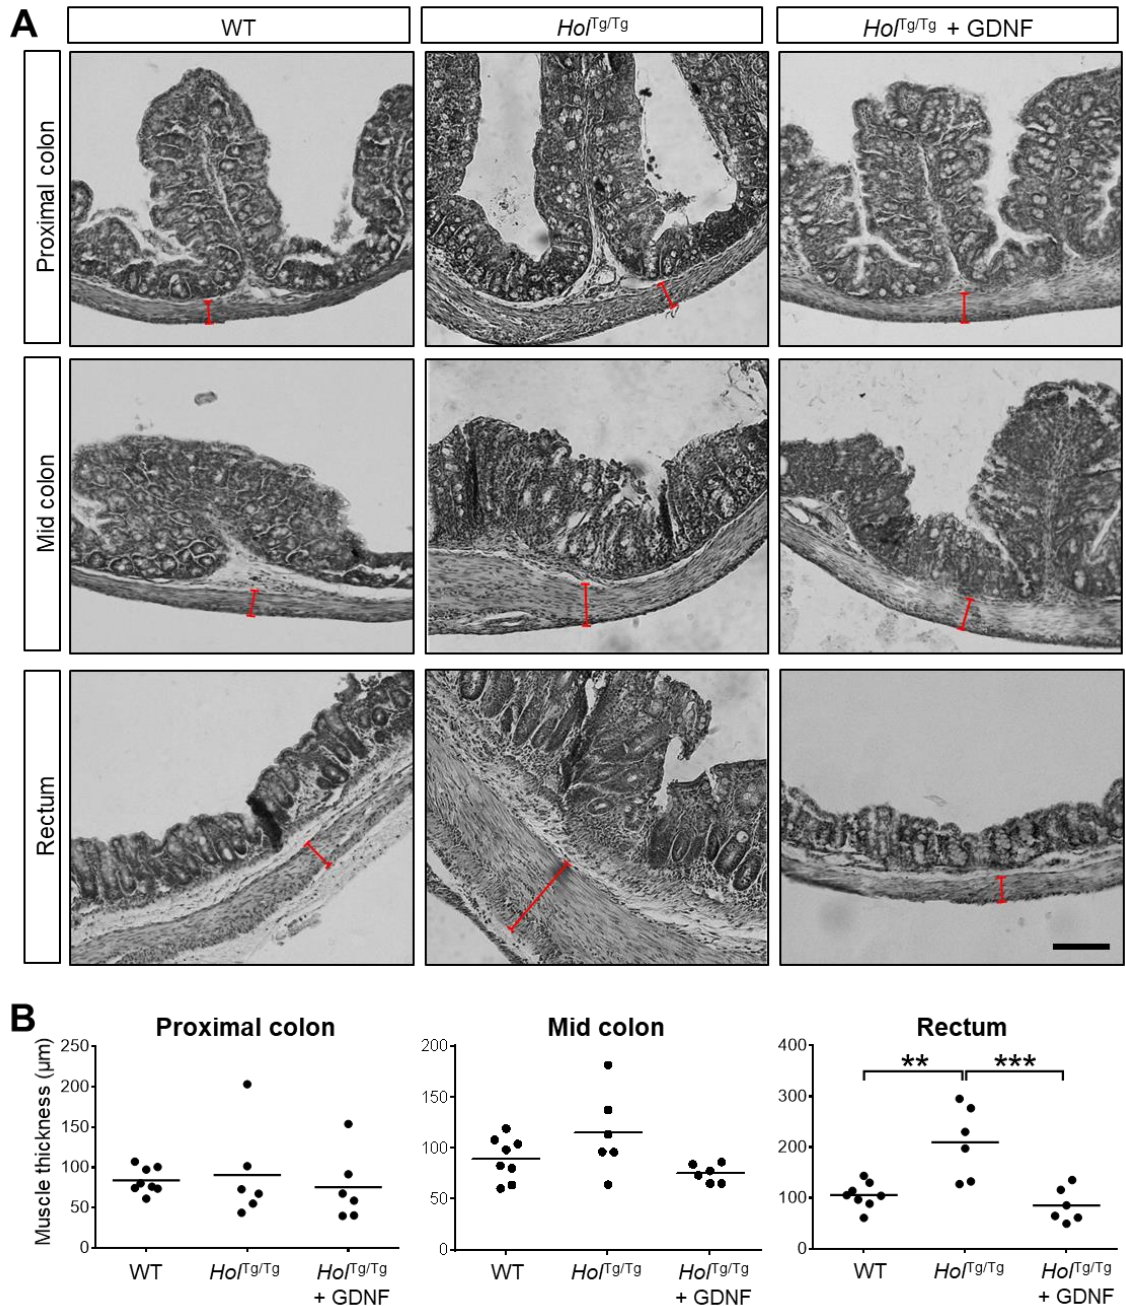 A
WT
Hol^Tg/Tg
Hol^Tg/Tg + GDNF
Proximal colon
Mid colon
Rectum
B
Proximal colon
Mid colon
Rectum
Muscle thickness (µm)
250
200
150
100
50
0
WT
Hol^Tg/Tg
Hol^Tg/Tg
+ GDNF
200
150
100
50
0
WT
Hol^Tg/Tg
Hol^Tg/Tg
+ GDNF
400
300
200
100
0
**
***
WT
Hol^Tg/Tg
Hol^Tg/Tg
+ GDNF